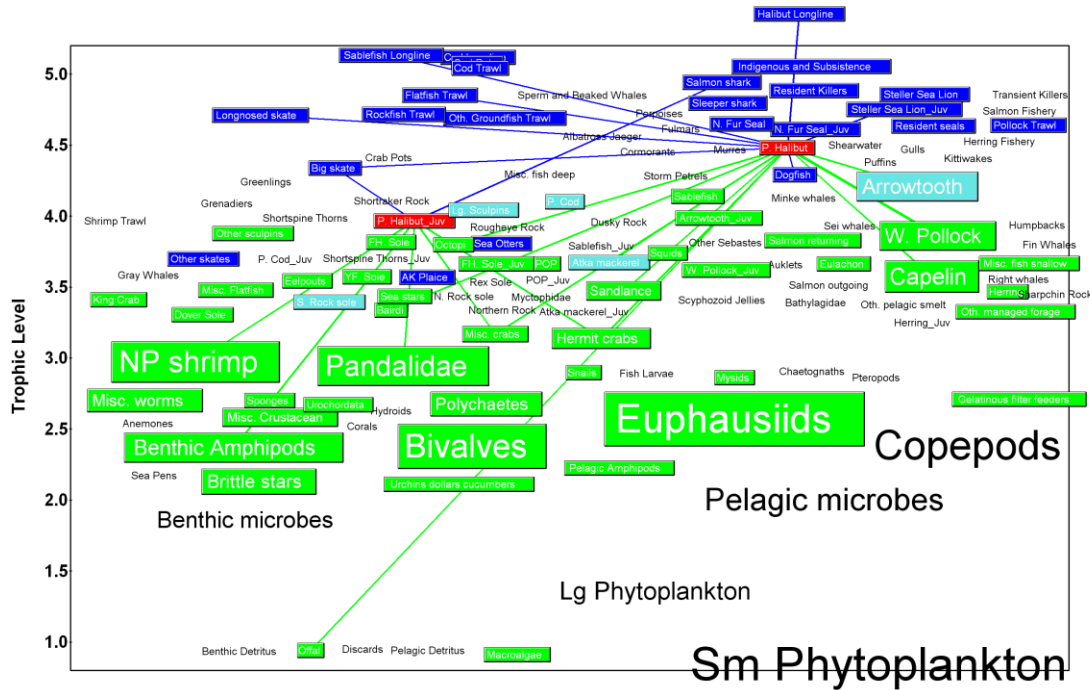 Halibut Longline
Sablefish Longline
Cod Trawl
Indigenous and Subsistence
5.0
Salmon shark
Resident Killers
Sperm and Beaked Whales
Flatfish Trawl
Steller Sea Lion
Transient Killers
Sleeper shark
Porpoises
Steller Sea Lion_Juv
Salmon Fishery
Longnosed skate
Rockfish Trawl
Oth. Groundfish Trawl
Fulmars
N. Fur Seal
N. Fur Seal_Juv
Resident seals
Pollock Trawl
4.5
Albatross Jaeger
Cormorants
Murres
P. Halibut
Shearwater
Gulls
Herring Fishery
Crab Pots
Kittiwakes
Big skate
Misc. fish deep
Storm Petrels
Dogfish
Puffins
Arrowtooth
Greenlings
Shortraker Rock
P. Cod
Sablefish
Minke whales
Grenadiers
Lg. Sculpins
4.0
Shrimp Trawl
Shortspine Thorns
P. Halibut_Juv
Rougheye Rock
Dusky Rock
Arrowtooth_Juv
Sei whales
Humpbacks
Other sculpins
FH_Sole
Octopi
Sea Otters
Sablefish_Juv
Other Sebastes
Salmon returning
W. Pollock
Fin Whales
Other skates
P. Cod_Juv
Shortspine Thorns_Juv
FH_Sole_Juv
POP
Atka mackerel
Squids
W. Pollock_Juv
Auklets
Eulachon
Misc. fish shallow
Gray Whales
Eelpouts
YF_Sole
AK Plaice
Rex Sole
POP_Juv
Salmon outgoing
Capelin
Right whales
3.5
King Crab
Misc. Flatfish
S. Rock sole
Sea stars
N. Rock sole
Myctophidae
Sandlance
Scyphozoid Jellies
Bathylagidae
Oth. pelagic smelt
Herring
Sharpchin Rock
Dover Sole
Bairdi
Northern Rock
Atka mackerel_Juv
Herring_Juv
Oth. managed forage
Misc. crabs
Hermit crabs
3.0
NP shrimp
Pandalidae
Snails
Fish Larvae
Mysids
Chaetognaths
Pteropods
Trophic Level
Misc. worms
Sponges
Urochordata
Hydroids
Polychaetes
Euphausiids
Gelatinous filter feeders
Anemones
Misc. Crustacean
Corals
2.5
Benthic Amphipods
Bivalves
Copepods
Sea Pens
Brittle stars
Urchins dollars cucumbers
Pelagic Amphipods
2.0
Benthic microbes
Pelagic microbes
1.5
Lg Phytoplankton
1.0
Benthic Detritus
Offal
Discards
Pelagic Detritus
Macroalgae
Sm Phytoplankton